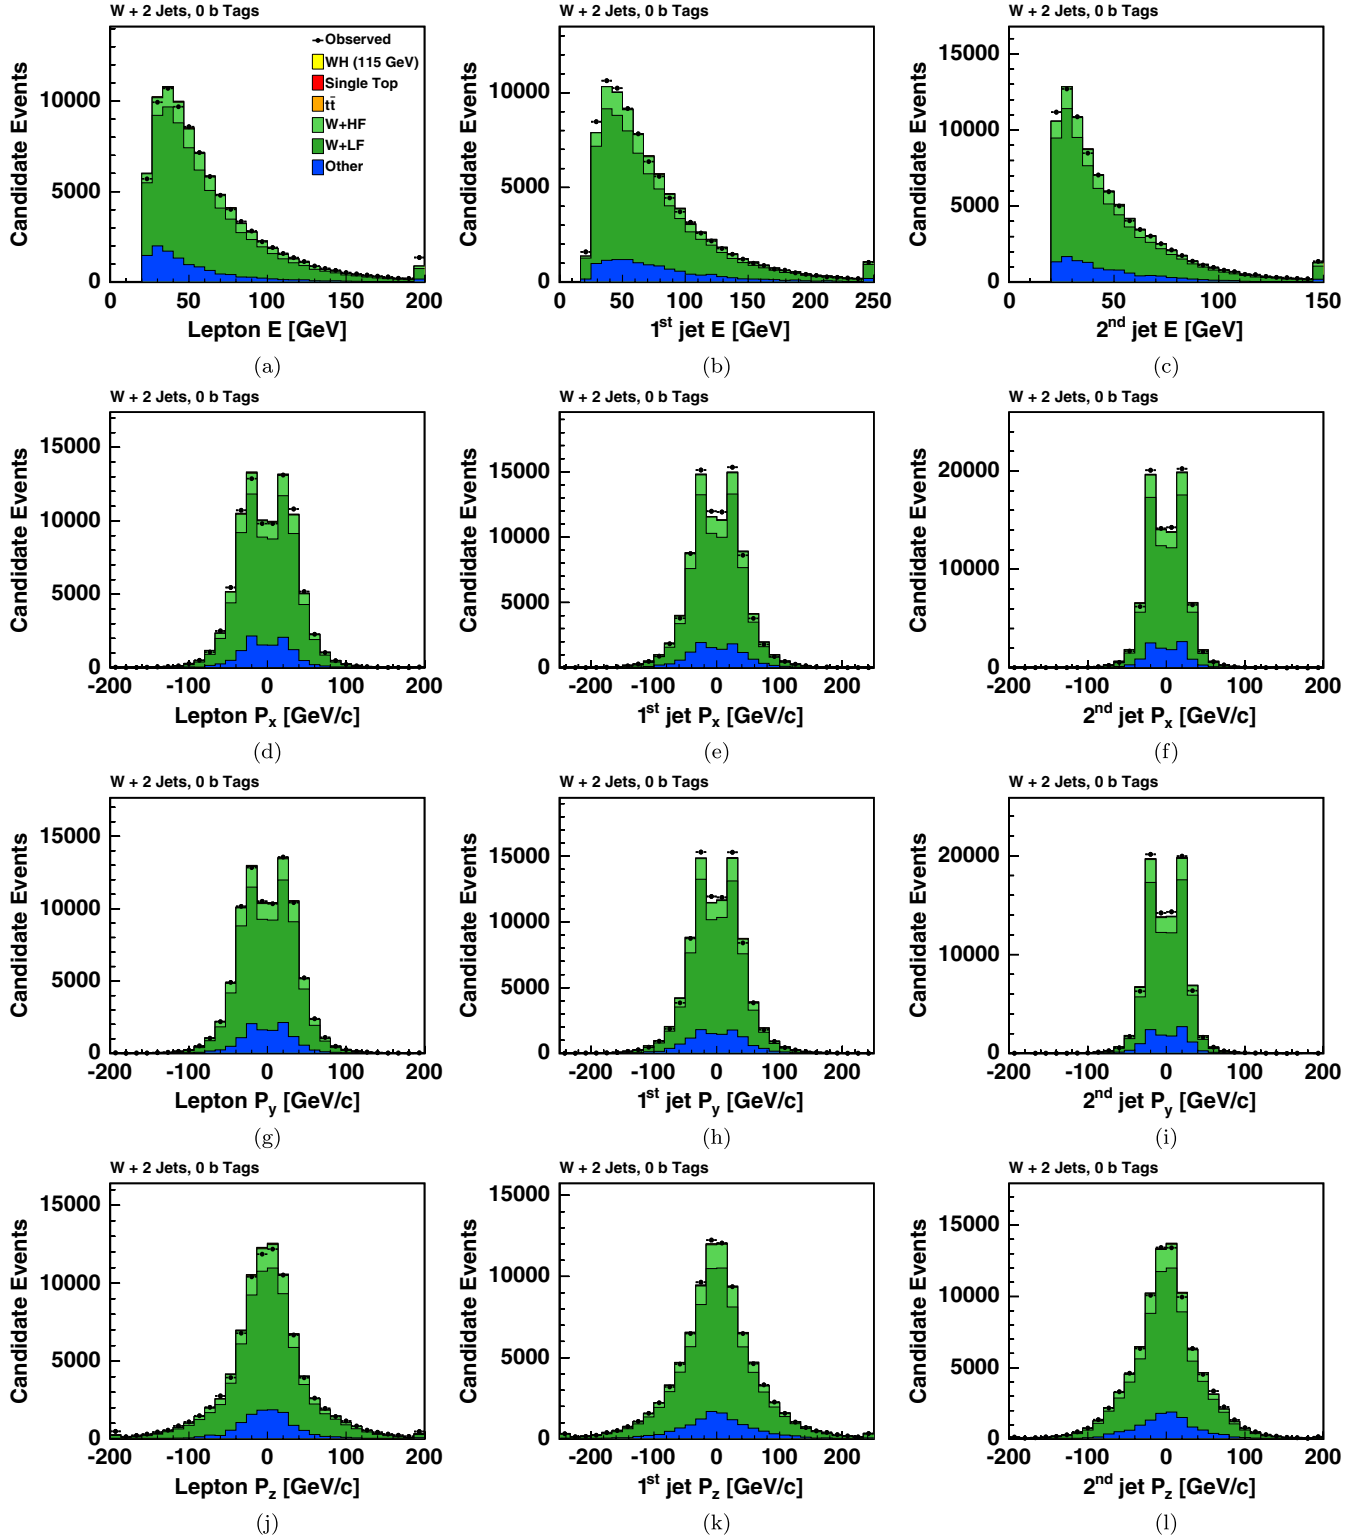 W + 2 Jets, 0 b Tags
Candidate Events
10000
5000
0
Observed
WH (115 GeV)
Single Top
tt̄
W+HF
W+LF
Other
0 50 100 150 200
Lepton E [GeV]
(a)
W + 2 Jets, 0 b Tags
Candidate Events
10000
5000
0
0 50 100 150 200 250
1st jet E [GeV]
(b)
W + 2 Jets, 0 b Tags
Candidate Events
15000
10000
5000
0
0 50 100 150
2nd jet E [GeV]
(c)
W + 2 Jets, 0 b Tags
Candidate Events
15000
10000
5000
0
-200 -100 0 100 200
Lepton Px [GeV/c]
(d)
W + 2 Jets, 0 b Tags
Candidate Events
15000
10000
5000
0
-200 -100 0 100 200
1st jet Px [GeV/c]
(e)
W + 2 Jets, 0 b Tags
Candidate Events
20000
10000
0
-200 -100 0 100 200
2nd jet Px [GeV/c]
(f)
W + 2 Jets, 0 b Tags
Candidate Events
15000
10000
5000
0
-200 -100 0 100 200
Lepton Py [GeV/c]
(g)
W + 2 Jets, 0 b Tags
Candidate Events
15000
10000
5000
0
-200 -100 0 100 200
1st jet Py [GeV/c]
(h)
W + 2 Jets, 0 b Tags
Candidate Events
20000
10000
0
-200 -100 0 100 200
2nd jet Py [GeV/c]
(i)
W + 2 Jets, 0 b Tags
Candidate Events
15000
10000
5000
0
-200 -100 0 100 200
Lepton Pz [GeV/c]
(j)
W + 2 Jets, 0 b Tags
Candidate Events
15000
10000
5000
0
-200 -100 0 100 200
1st jet Pz [GeV/c]
(k)
W + 2 Jets, 0 b Tags
Candidate Events
15000
10000
5000
0
-200 -100 0 100 200
2nd jet Pz [GeV/c]
(l)